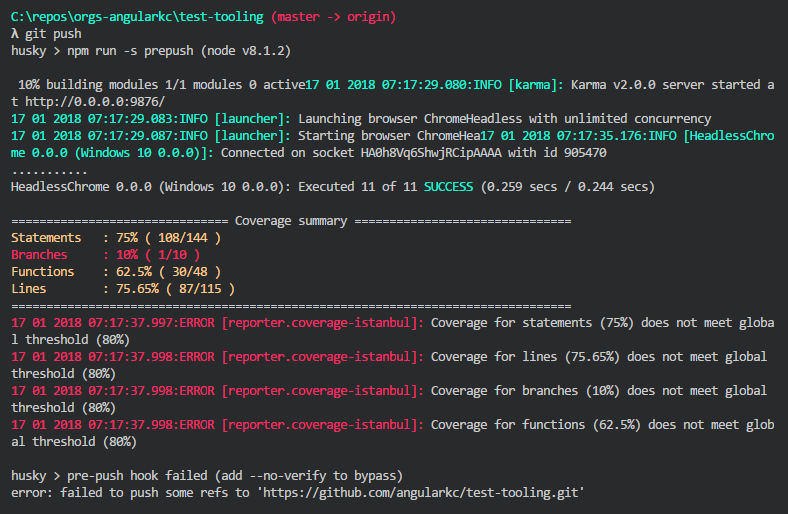 C:\repos\orgs-angularkc\test-tooling (master -> origin)
λ git push
husky > npm run -s prepush (node v8.1.2)
10% building modules 1/1 modules 0 active17 01 2018 07:17:29.080:INFO [karma]: Karma v2.0.0 server started a
t http://0.0.0.0:9876/
17 01 2018 07:17:29.083:INFO [launcher]: Launching browser ChromeHeadless with unlimited concurrency
17 01 2018 07:17:29.087:INFO [launcher]: Starting browser ChromeHea17 01 2018 07:17:35.176:INFO [HeadlessChro
me 0.0.0 (Windows 10 0.0.0)]: Connected on socket HA0h8Vq6ShwjRCipAAAA with id 905470
...........
HeadlessChrome 0.0.0 (Windows 10 0.0.0): Executed 11 of 11 SUCCESS (0.259 secs / 0.244 secs)
=============================== Coverage summary ===============================
Statements   : 75% ( 108/144 )
Branches     : 10% ( 1/10 )
Functions    : 62.5% ( 30/48 )
Lines        : 75.65% ( 87/115 )
================================================================================
17 01 2018 07:17:37.997:ERROR [reporter.coverage-istanbul]: Coverage for statements (75%) does not meet globa
l threshold (80%)
17 01 2018 07:17:37.998:ERROR [reporter.coverage-istanbul]: Coverage for lines (75.65%) does not meet global
threshold (80%)
17 01 2018 07:17:37.998:ERROR [reporter.coverage-istanbul]: Coverage for branches (10%) does not meet global
threshold (80%)
17 01 2018 07:17:37.998:ERROR [reporter.coverage-istanbul]: Coverage for functions (62.5%) does not meet glob
al threshold (80%)
husky > pre-push hook failed (add --no-verify to bypass)
error: failed to push some refs to 'https://github.com/angularkc/test-tooling.git'